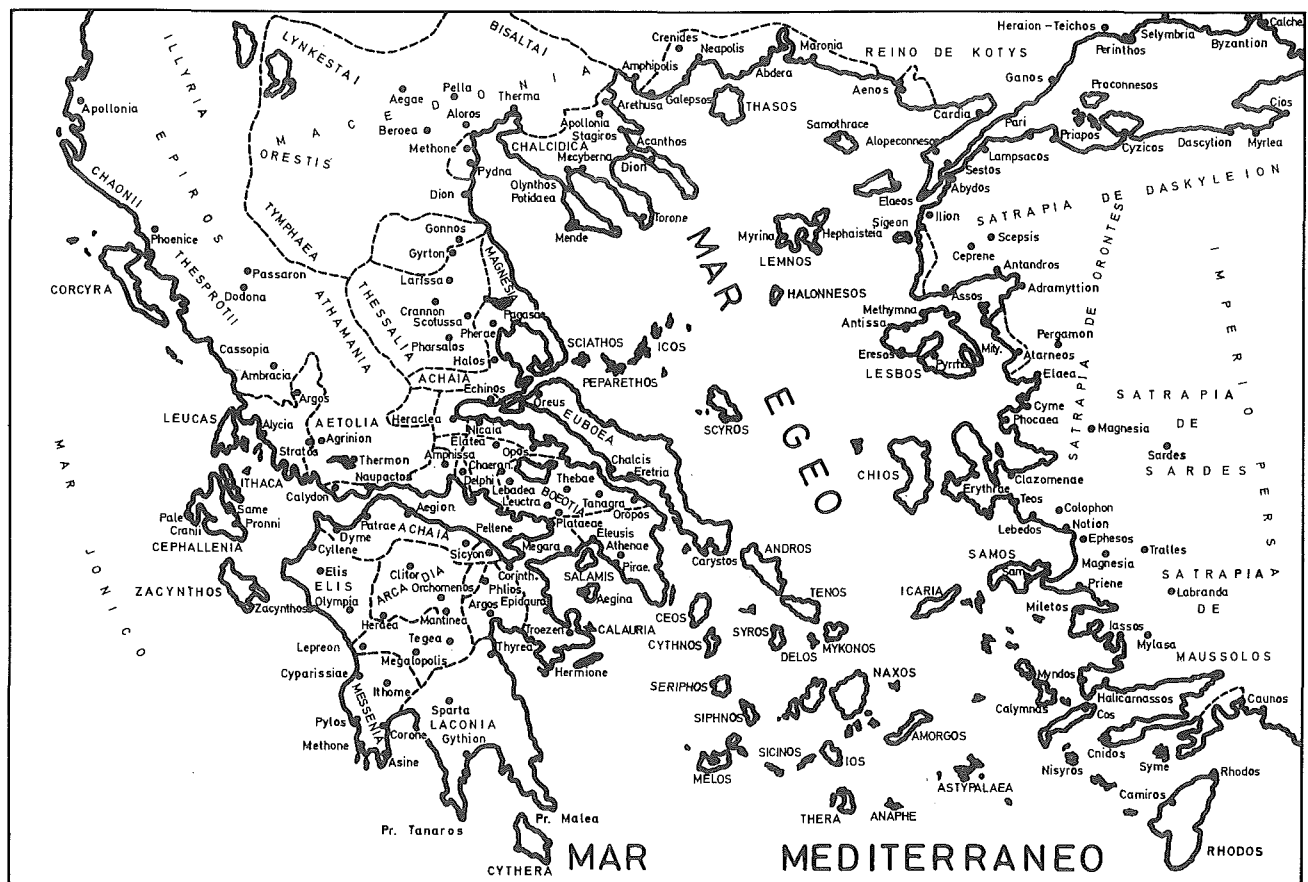 ILLYRIA
LYNKESTAI
BISALTAI
Crenides
Neapolis
Maronia
Abdera
REINO DE KOTYS
Heraion-Teichos
Selymbria
Perinthos
Byzantion
Calche
Amphipolis
Galepsos
Aenos
Ganos
Proconnesos
Cios
Apollonia
Aegae
Pella
Therma
MACEDONIA
Arethusa
THASOS
Cardia
Pari
Priapos
Cyzicos
Dascytion
Myrlea
Beroea
Aloros
Apollonia
Stagiros
Acanthos
Samothrace
Alopeconnesos
Lampsacos
EPIROS
ORESTIS
Methone
CHALCIDICA
Mecyberna
Dion
Sestos
Abydos
CHAONII
Pydna
Olynthos
Potidaea
Elaeos
SATRAPIA DE DASKYLEION
Dion
Torone
Mende
Sigeon
Ilion
TYMPHAEA
Gonnos
Myrina
Hephaisteia
LEMNOS
Scepsis
Ceprene
Phoenice
THESPROTII
Gyrton
MAGNESIA
MAR EGEO
Antandros
Passaron
Dodona
Larissa
HALONNESOS
Assos
Adramyttion
CORCYRA
ATHAMANIA
THESSALIA
Crannon
Scotussa
Pagasae
Methymna
Antissa
SATRAPIA DE ORONTES
IMPERIO PERSA
Pherae
Pharsalos
SCIATHOS
ICOS
PEPARETHOS
Eresos
Pyrrha
Mity.
LESBOS
Pergamon
Atarneos
Cassopia
Halos
Elaea
Ambracia
ACHAIA
Echinos
Oreus
Argos
LEUCAS
AETOLIA
Heraclea
EUBOEA
SCYROS
Cyme
Phocaea
SATRAPIA
DE
SARDES
Magnesia
Sardes
Alycia
Agrinion
Stratos
Nicaia
Elatea
Opos
Amphissa
Chaeron.
Chalcis
Eretria
CHIOS
Clazomenae
Erythrae
Teos
Thermon
Naupactos
Delphi
Lebadea
Thebae
BOEOTIA
Leuctra
Tanagra
Oropos
ITHACA
Calydon
Same
Pronni
Pale
Cranii
CEPHALLENIA
Colophon
Lebedos
Notion
Ephesos
Aegion
Patrae
Dyme
ACHAIA
Pellene
Plataeae
Eleusis
Athenae
Megara
Cyllene
Sicyon
Pirae.
SALAMIS
Carystos
ANDROS
SAMOS
Sam.
Magnesia
Tralles
Elis
ELIS
Clitor
ARCADIA
Corinth.
Orchomenos
Phlios
ZACYNTHOS
Zacynthos
Olympia
Heraea
Mantinea
Argos
Epidaura
Aegina
CEOS
TENOS
ICARIA
Priene
SATRAPIA
DE
MAUSSOLOS
Labranda
Miletos
Tegea
Troezen
CALAURIA
SYROS
Lepreon
Megalopolis
Thyrea
Hermione
CYTHNOS
DELOS
MYKONOS
Iassos
Mylasa
Cyparissiae
Ithome
MESSENIA
SERIPHOS
NAXOS
Myndos
Halicarnassos
Caunos
Sparta
LACONIA
SIPHNOS
Calymnas
Cos
Pylos
Corone
Gythion
AMORGOS
Cnidos
Methone
Asine
SICINOS
IOS
MELOS
Nisyros
Syme
Rhodos
ASTYPALAEA
Camiros
THERA
ANAPHE
Pr. Tanaros
Pr. Malea
CYTHERA
RHODOS
MAR JONICO
MAR MEDITERRANEO